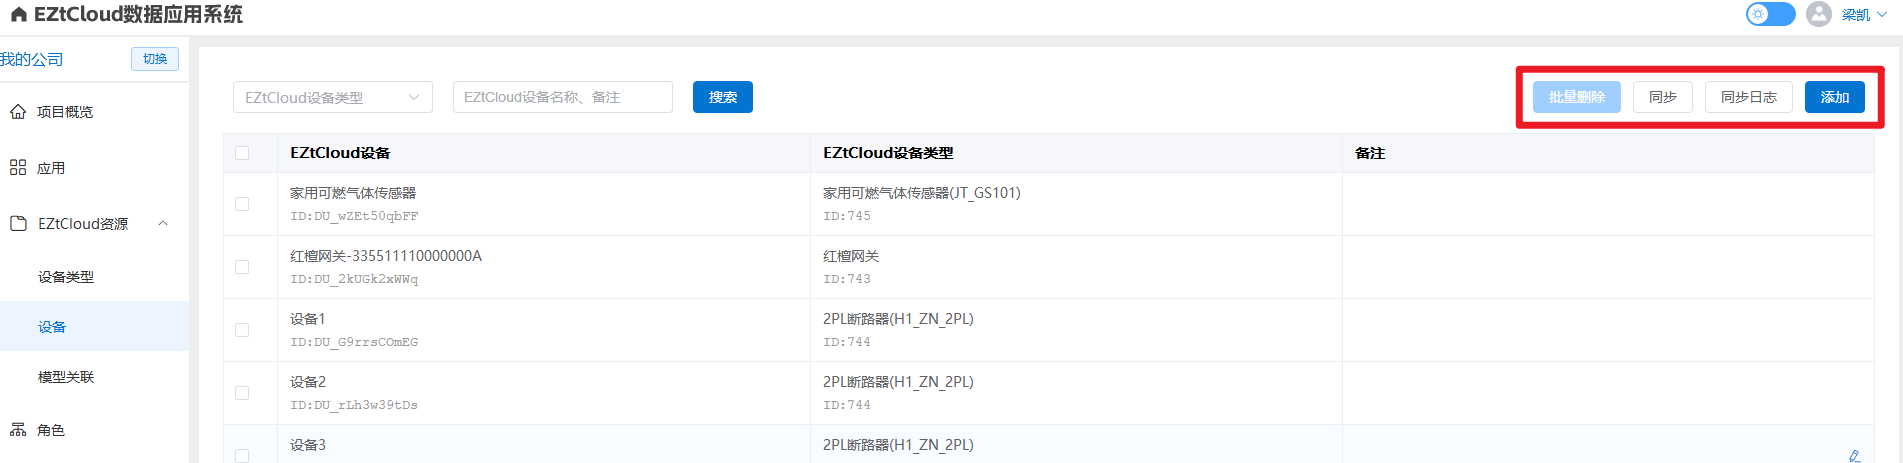 EZtCloud数据应用系统
梁凯
我的公司
切换
项目概览
应用
EZtCloud资源
设备类型
设备
模型关联
角色
EZtCloud设备类型
EZtCloud设备名称、备注
搜索
批量删除
同步
同步日志
添加
EZtCloud设备
EZtCloud设备类型
备注
家用可燃气体传感器
ID:DU_wZEt50qbFF
家用可燃气体传感器(JT_GS101)
ID:745
红檀网关-335511110000000A
ID:DU_2kUGk2xWWq
红檀网关
ID:743
设备1
ID:DU_G9rrsCOmEG
2PL断路器(H1_ZN_2PL)
ID:744
设备2
ID:DU_rLh3w39tDs
2PL断路器(H1_ZN_2PL)
ID:744
设备3
2PL断路器(H1_ZN_2PL)